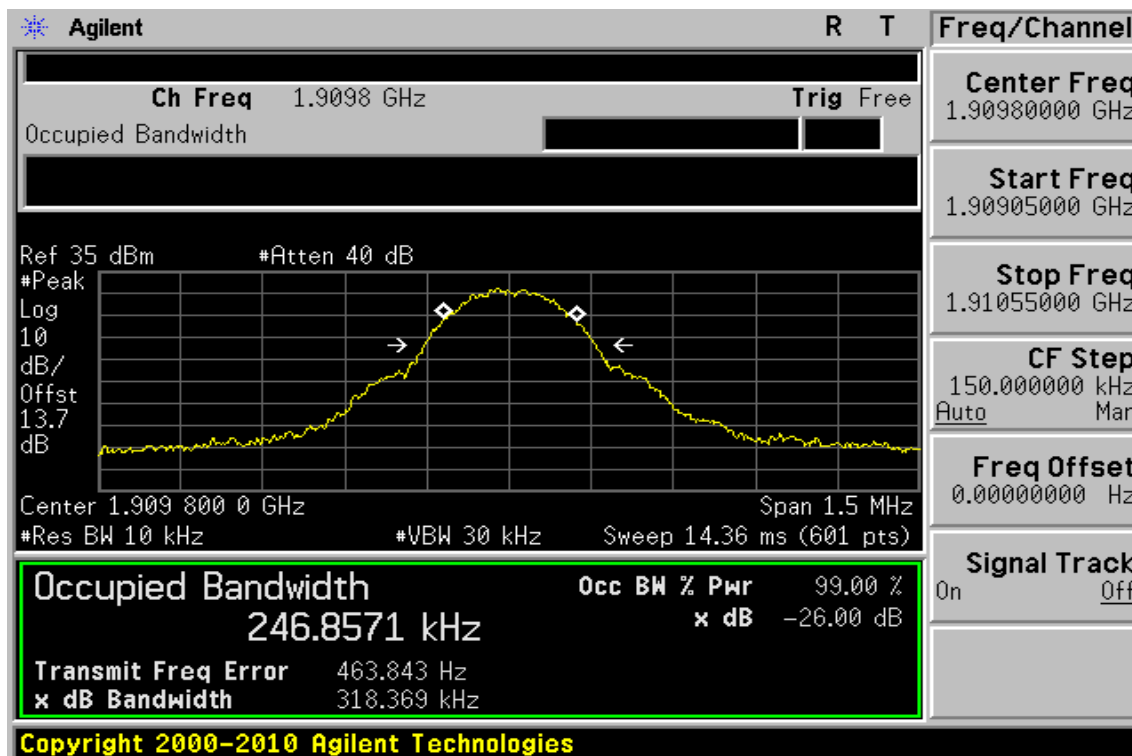 Agilent R T Freq/Channel
Ch Freq 1.9098 GHz Trig Free
Occupied Bandwidth
Center Freq
1.90980000 GHz
Start Freq
1.90905000 GHz
Stop Freq
1.91055000 GHz
CF Step
150.000000 kHz
Auto Man
Freq Offset
0.00000000 Hz
Signal Track
On Off
Ref 35 dBm #Atten 40 dB
#Peak
Log
10
dB/
Offst
13.7
dB
Center 1.909 800 0 GHz Span 1.5 MHz
#Res BW 10 kHz #VBW 30 kHz Sweep 14.36 ms (601 pts)
Occupied Bandwidth
246.8571 kHz
Occ BW % Pwr 99.00 %
x dB -26.00 dB
Transmit Freq Error 463.843 Hz
x dB Bandwidth 318.369 kHz
Copyright 2000-2010 Agilent Technologies